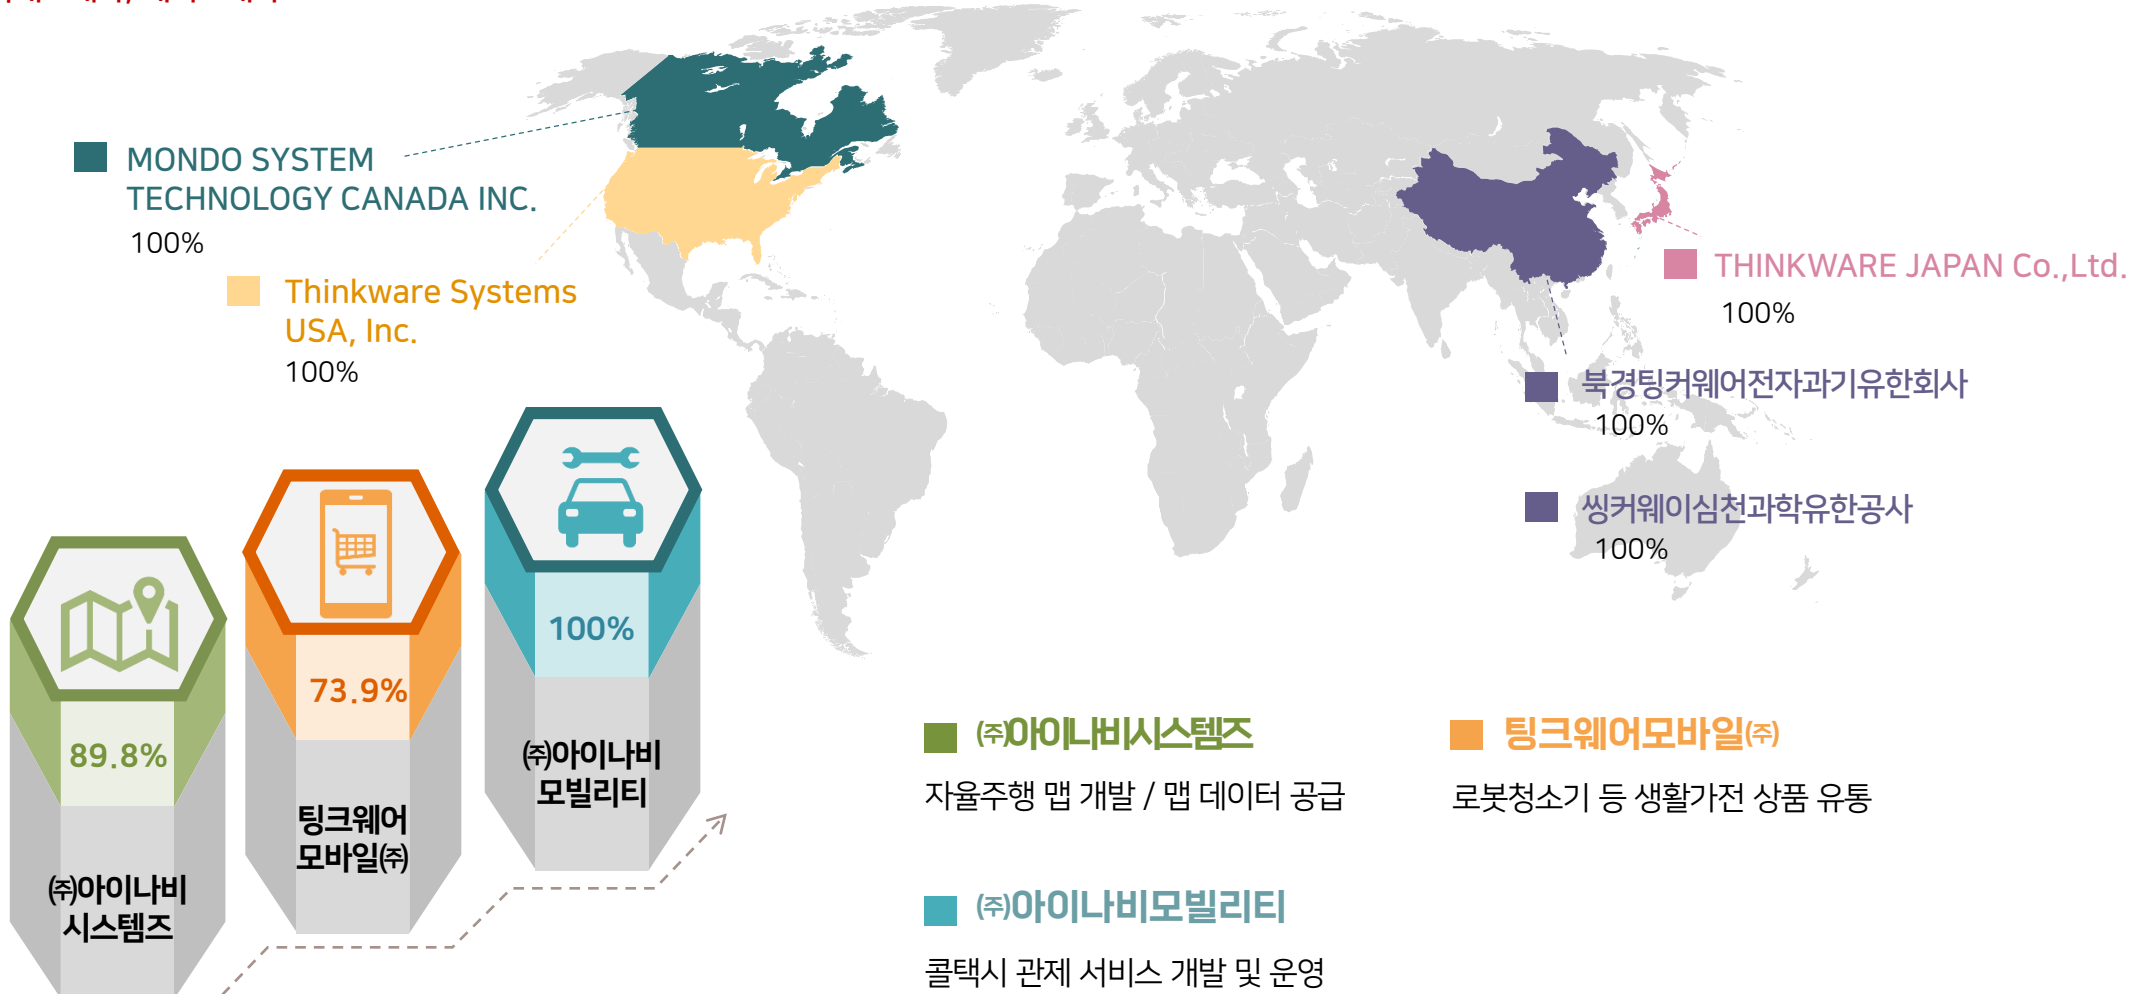 MONDO SYSTEM
TECHNOLOGY CANADA INC.
100%
Thinkware Systems
USA, Inc.
100%
THINKWARE JAPAN Co.,Ltd.
100%
북경팅커웨어전자과기유한회사
100%
씽커웨이심천과학유한공사
100%
89.8%
㈜아이나비
시스템즈
73.9%
팅크웨어
모바일㈜
100%
㈜아이나비
모빌리티
㈜아이나비시스템즈
자율주행 맵 개발 / 맵 데이터 공급
팅크웨어모바일㈜
로봇청소기 등 생활가전 상품 유통
㈜아이나비모빌리티
콜택시 관제 서비스 개발 및 운영